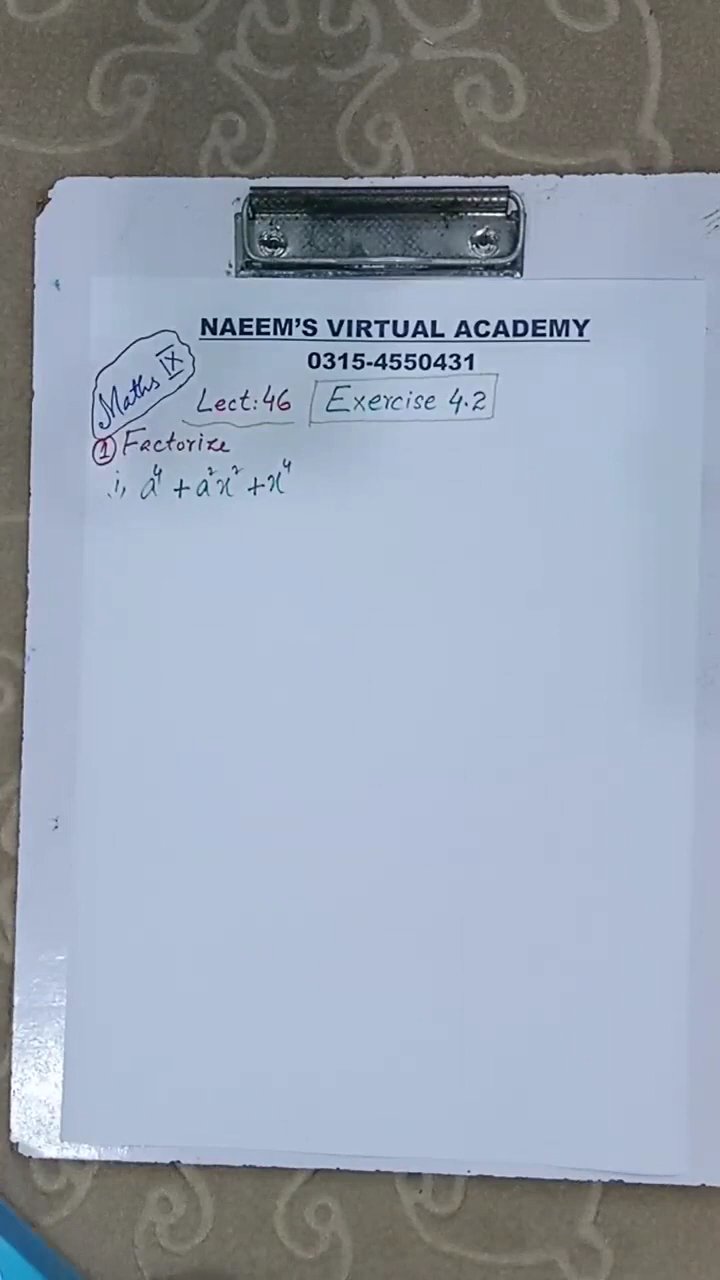 NAEEM'S VIRTUAL ACADEMY
0315-4550431
Maths IX
Lect:46 Exercise 4.2
① Factorize
i, a⁴ + a²x² + x⁴